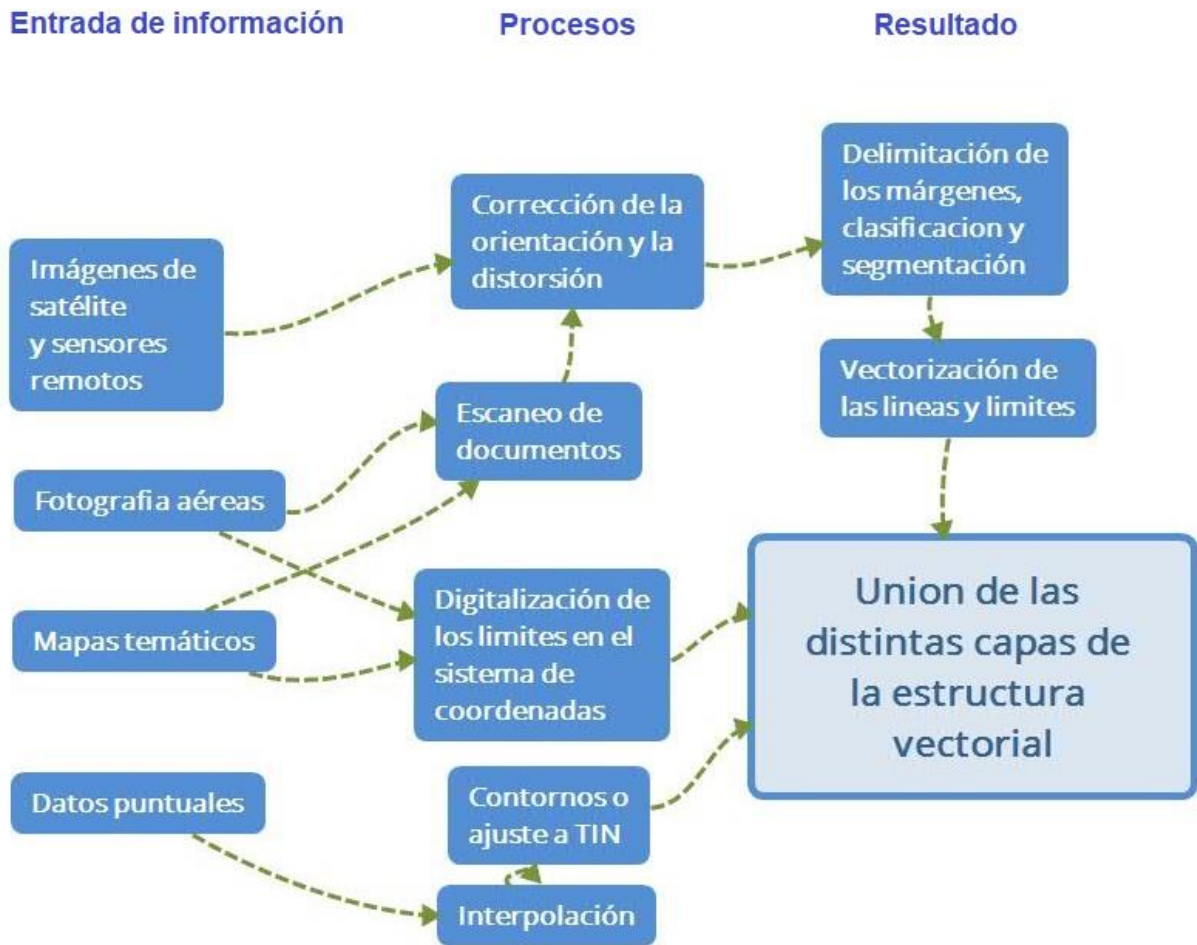 Entrada de información
Procesos
Resultado
Imágenes de
satélite
y sensores
remotos
Fotografia aéreas
Mapas temáticos
Datos puntuales
Corrección de la
orientación y la
distorsión
Escaneo de
documentos
Digitalización de
los limites en el
sistema de
coordenadas
Contornos o
ajuste a TIN
Interpolación
Delimitación de
los márgenes,
clasificacion y
segmentación
Vectorización de
las lineas y limites
Union de las
distintas capas de
la estructura
vectorial